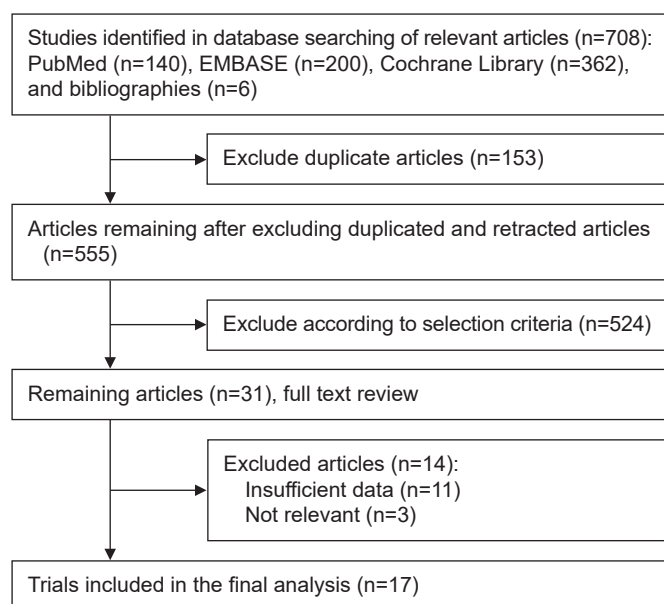 Studies identified in database searching of relevant articles (n=708):
PubMed (n=140), EMBASE (n=200), Cochrane Library (n=362),
and bibliographies (n=6)
Exclude duplicate articles (n=153)
Articles remaining after excluding duplicated and retracted articles
(n=555)
Exclude according to selection criteria (n=524)
Remaining articles (n=31), full text review
Excluded articles (n=14):
Insufficient data (n=11)
Not relevant (n=3)
Trials included in the final analysis (n=17)